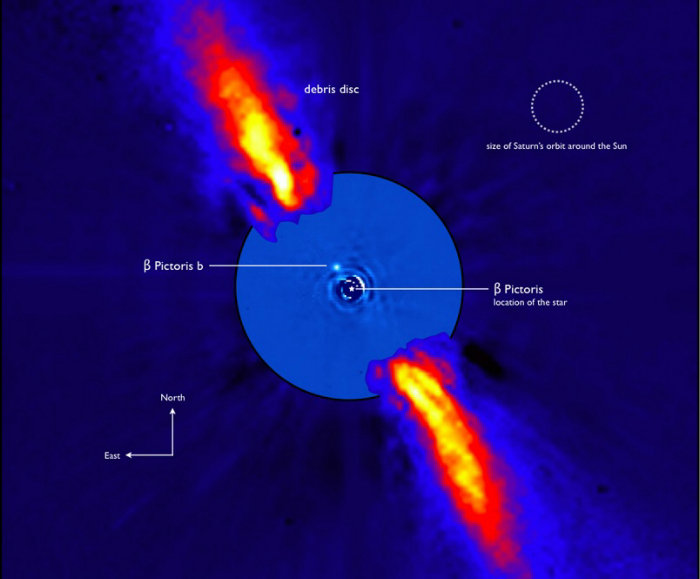 debris disc
size of Saturn's orbit around the Sun
β Pictoris b
β Pictoris
location of the star
North
East